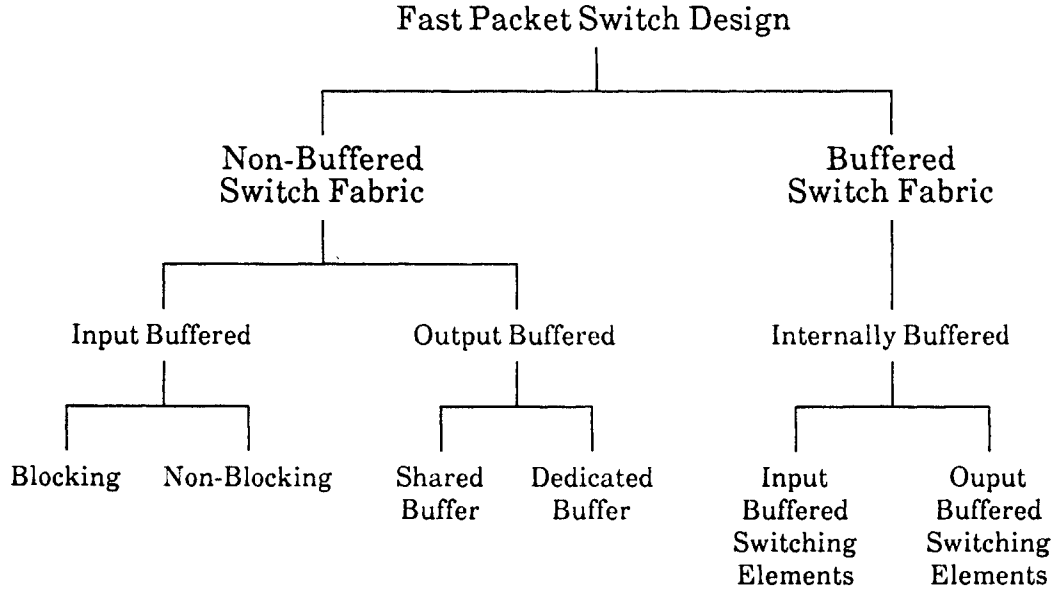 Fast Packet Switch Design
Non-Buffered
Switch Fabric
Buffered
Switch Fabric
Input Buffered
Output Buffered
Internally Buffered
Blocking
Non-Blocking
Shared
Buffer
Dedicated
Buffer
Input
Buffered
Switching
Elements
Ouput
Buffered
Switching
Elements